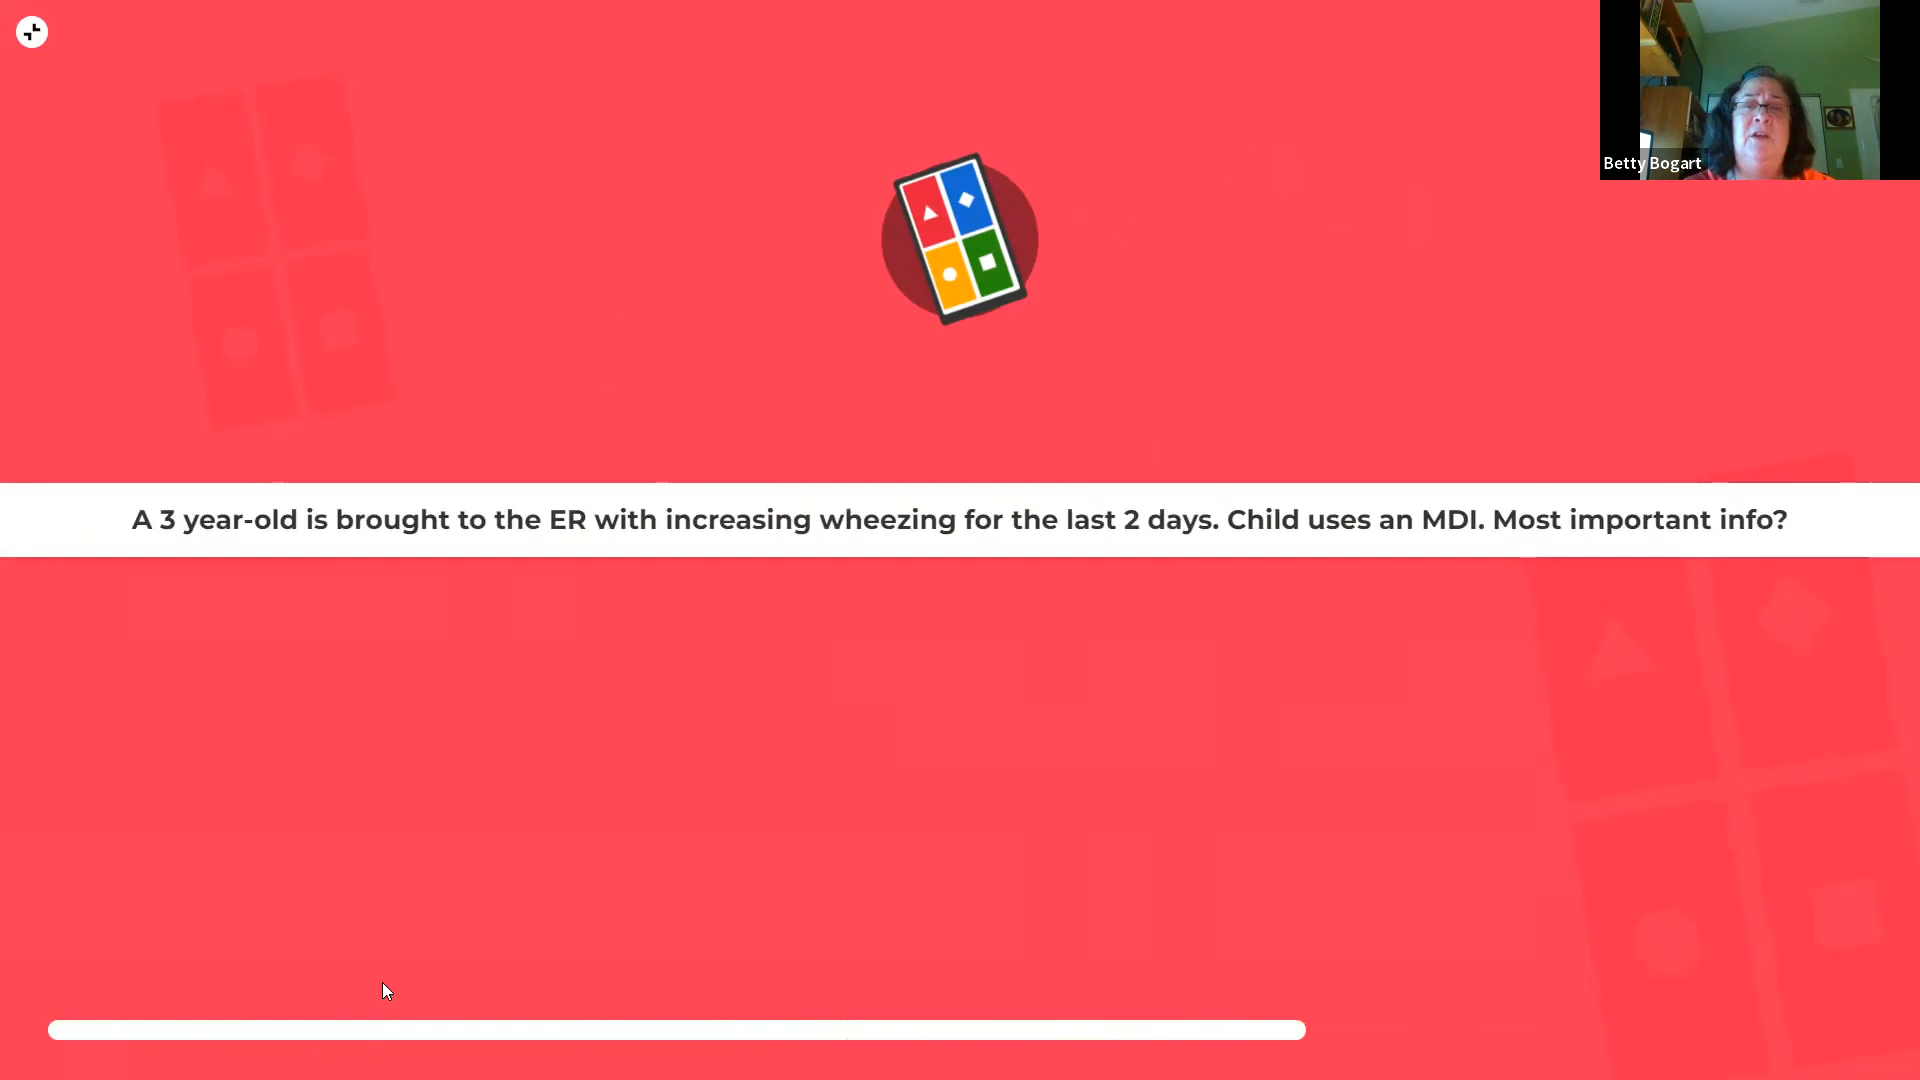 Betty Bogart
A 3 year-old is brought to the ER with increasing wheezing for the last 2 days. Child uses an MDI. Most important info?